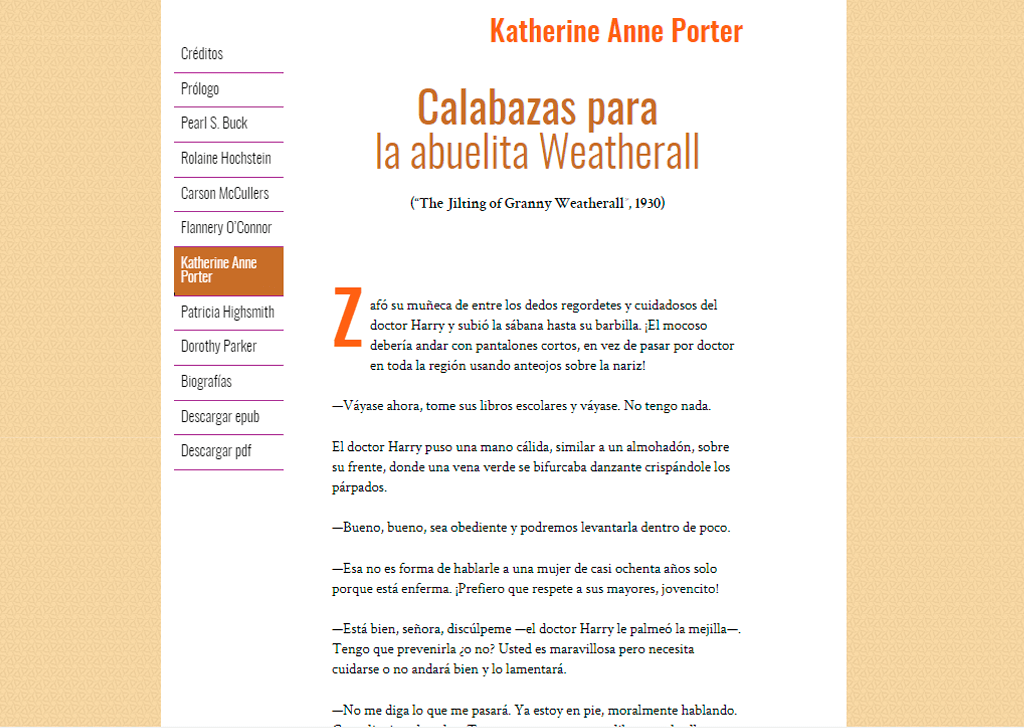 Katherine Anne Porter
Créditos
Prólogo
Pearl S. Buck
Rolaine Hochstein
Carson McCullers
Flannery O'Connor
Katherine Anne
Porter
Patricia Highsmith
Dorothy Parker
Biografías
Descargar epub
Descargar pdf
Calabazas para
la abuelita Weatherall
("The Jilting of Granny Weatherall", 1930)
Zafó su muñeca de entre los dedos regordetes y cuidadosos del
doctor Harry y subió la sábana hasta su barbilla. ¡El mocoso
debería andar con pantalones cortos, en vez de pasar por doctor
en toda la región usando anteojos sobre la nariz!
—Váyase ahora, tome sus libros escolares y váyase. No tengo nada.
El doctor Harry puso una mano cálida, similar a un almohadón, sobre
su frente, donde una vena verde se bifurcaba danzante crispándole los
párpados.
—Bueno, bueno, sea obediente y podremos levantarla dentro de poco.
—Esa no es forma de hablarle a una mujer de casi ochenta años solo
porque está enferma. ¡Prefiero que respete a sus mayores, jovencito!
—Está bien, señora, discúlpeme —el doctor Harry le palmeó la mejilla—.
Tengo que prevenirla ¿o no? Usted es maravillosa pero necesita
cuidarse o no andará bien y lo lamentará.
—No me diga lo que me pasará. Ya estoy en pie, moralmente hablando.